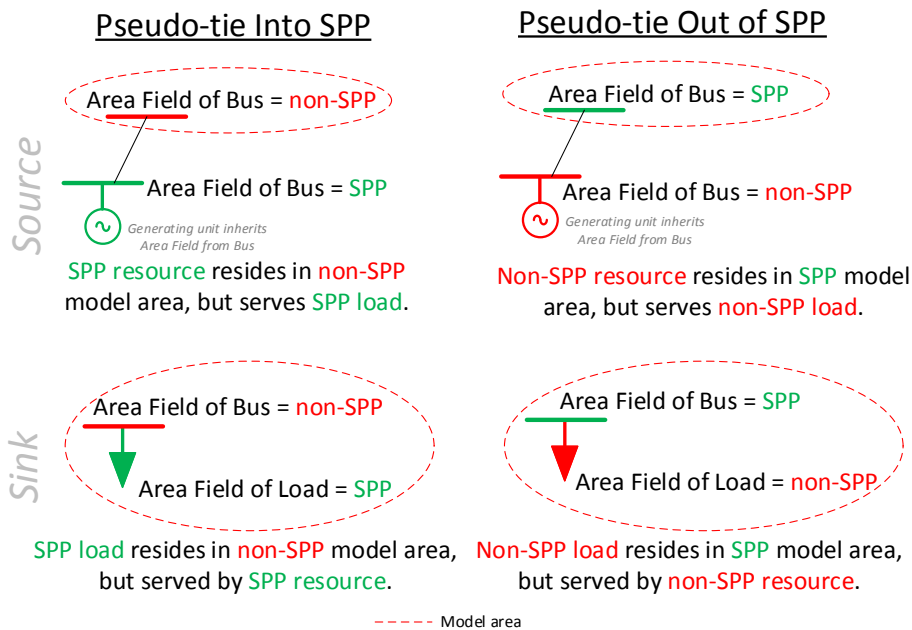 Pseudo-tie Into SPP
Pseudo-tie Out of SPP
Source
Area Field of Bus = non-SPP
Area Field of Bus = SPP
Generating unit inherits
Area Field from Bus
SPP resource resides in non-SPP
model area, but serves SPP load.
Area Field of Bus = SPP
Area Field of Bus = non-SPP
Generating unit inherits
Area Field from Bus
Non-SPP resource resides in SPP model
area, but serves non-SPP load.
Sink
Area Field of Bus = non-SPP
Area Field of Load = SPP
SPP load resides in non-SPP model area,
but served by SPP resource.
Area Field of Bus = SPP
Area Field of Load = non-SPP
Non-SPP load resides in SPP model area,
but served by non-SPP resource.
Model area